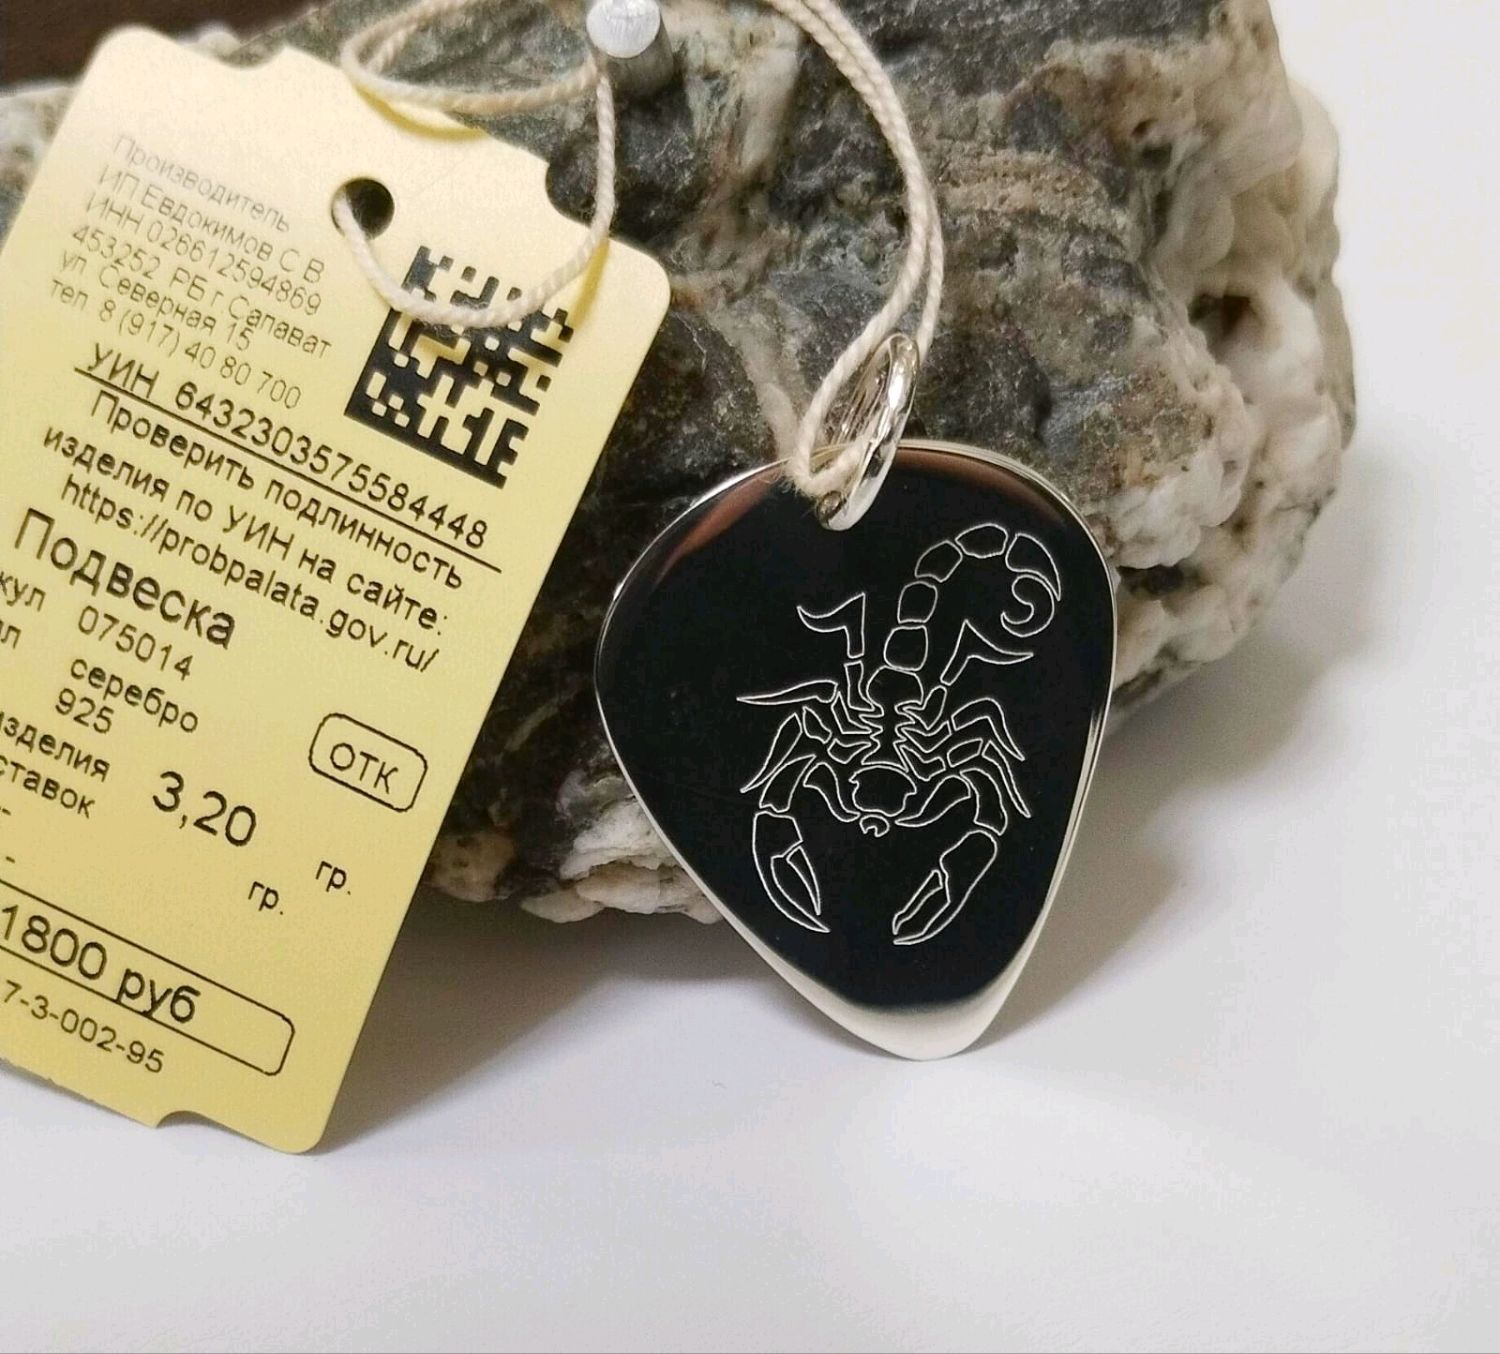 Производитель
ИП Евдокимов С В
ИНН 026612594869
453252 РБ г Салават
ул Северная 15
тел 8 (917) 40 80 700
УИН 6432303575584448
Проверить подлинность
изделия по УИН на сайте:
https://probpalata.gov.ru/
Подвеска
кул 075014
ал серебро
925
изделия 3,20 гр.
ставок гр.
ОТК
1800 руб
7-3-002-95